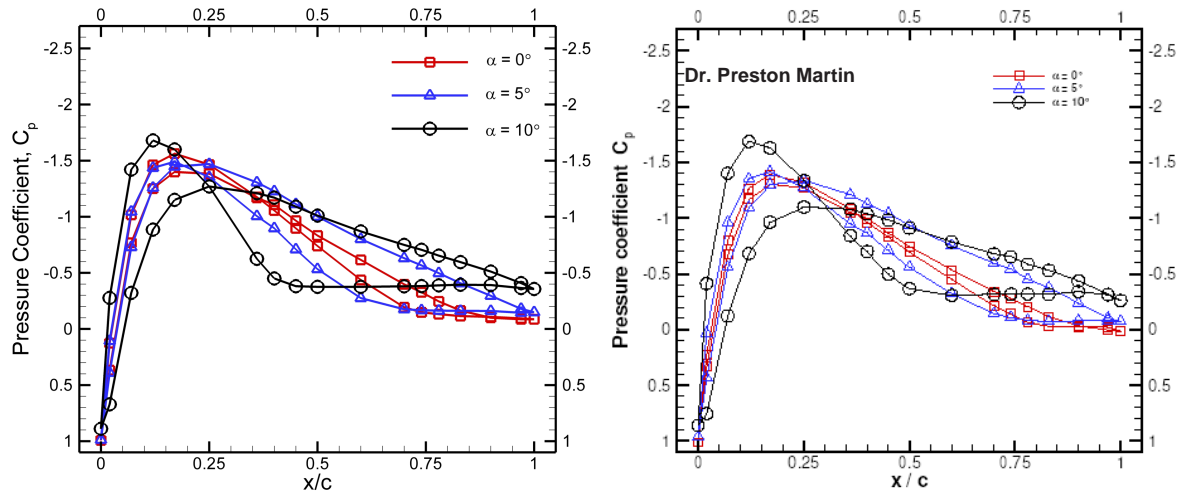 0 0.25 0.5 0.75 1
-2.5 -2.5
α = 0°
-2 -2
α = 5°
α = 10°
-1.5 -1.5
-1 -1
-0.5 -0.5
0 0
0.5 0.5
1 1
0 0.25 0.5 0.75 1
x/c
Pressure Coefficient, Cp
0 0.25 0.5 0.75 1
-2.5 -2.5
Dr. Preston Martin
α = 0°
α = 5°
α = 10°
-2 -2
-1.5 -1.5
-1 -1
-0.5 -0.5
0 0
0.5 0.5
1 1
0 0.25 0.5 0.75 1
x / c
Pressure coefficient Cp